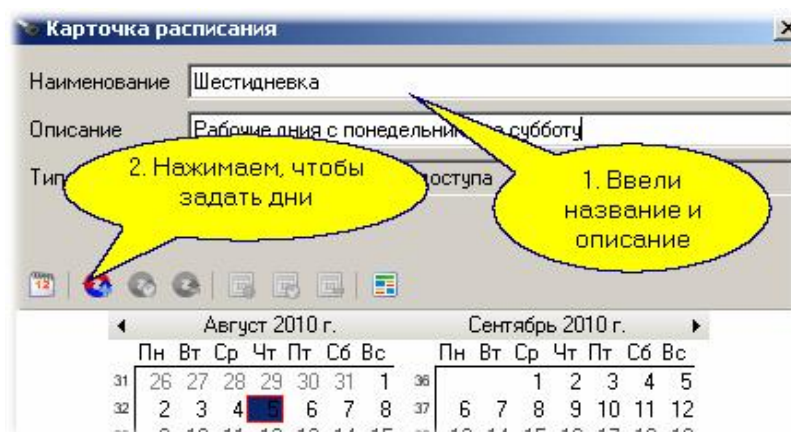 Карточка расписания
Наименование Шестидневка
Описание Рабочие дния с понедельник субботу
Тип доступа
2. Нажимаем, чтобы
задать дни
1. Ввели
название и
описание
12
Август 2010 г. Сентябрь 2010 г.
Пн Вт Ср Чт Пт Сб Вс Пн Вт Ср Чт Пт Сб Вс
31 26 27 28 29 30 31 1 36 1 2 3 4 5
32 2 3 4 5 6 7 8 37 6 7 8 9 10 11 12